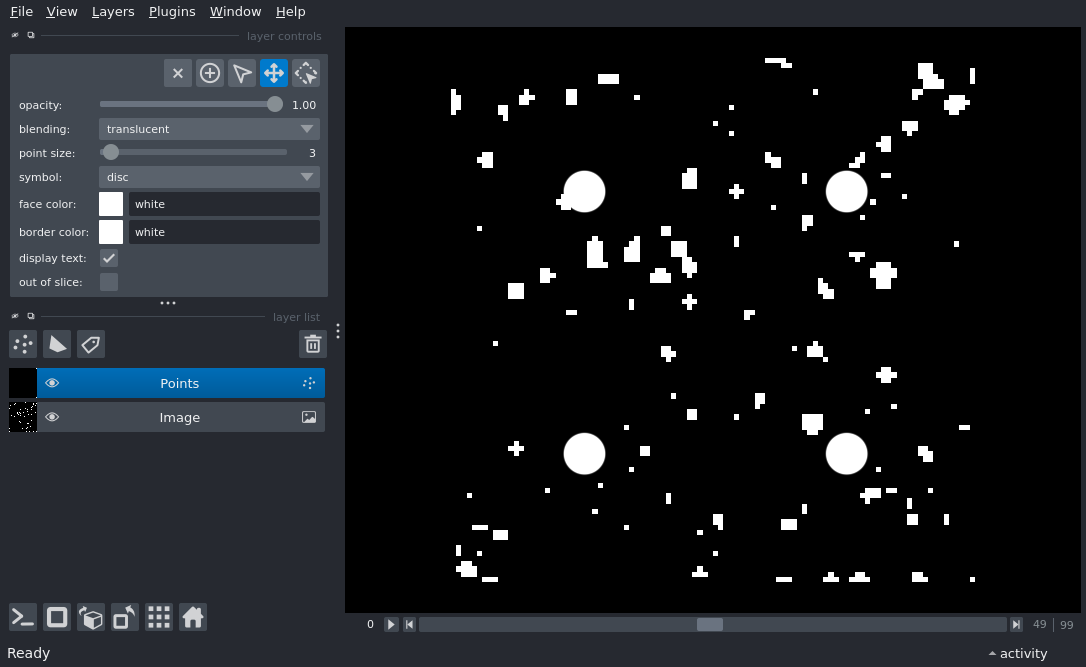 File View Layers Plugins Window Help
layer controls
opacity: 1.00
blending: translucent
point size: 3
symbol: disc
face color: white
border color: white
display text:
out of slice:
layer list
Points
Image
0 49 | 99
Ready activity